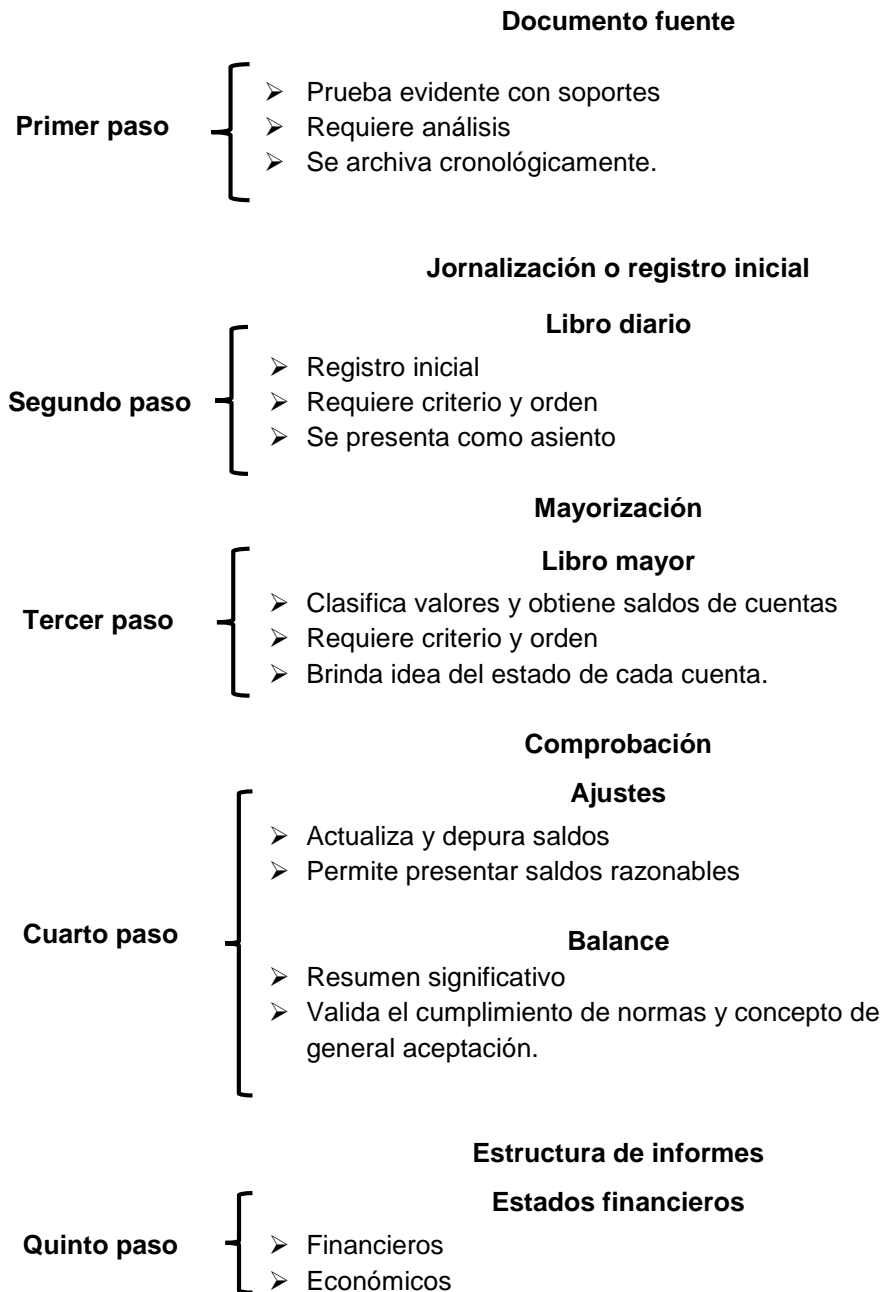 Documento fuente
Primer paso
➢ Prueba evidente con soportes
➢ Requiere análisis
➢ Se archiva cronológicamente.
Jornalización o registro inicial
Libro diario
Segundo paso
➢ Registro inicial
➢ Requiere criterio y orden
➢ Se presenta como asiento
Mayorización
Libro mayor
Tercer paso
➢ Clasifica valores y obtiene saldos de cuentas
➢ Requiere criterio y orden
➢ Brinda idea del estado de cada cuenta.
Comprobación
Ajustes
➢ Actualiza y depura saldos
➢ Permite presentar saldos razonables
Cuarto paso
Balance
➢ Resumen significativo
➢ Valida el cumplimiento de normas y concepto de
general aceptación.
Estructura de informes
Estados financieros
Quinto paso
➢ Financieros
➢ Económicos